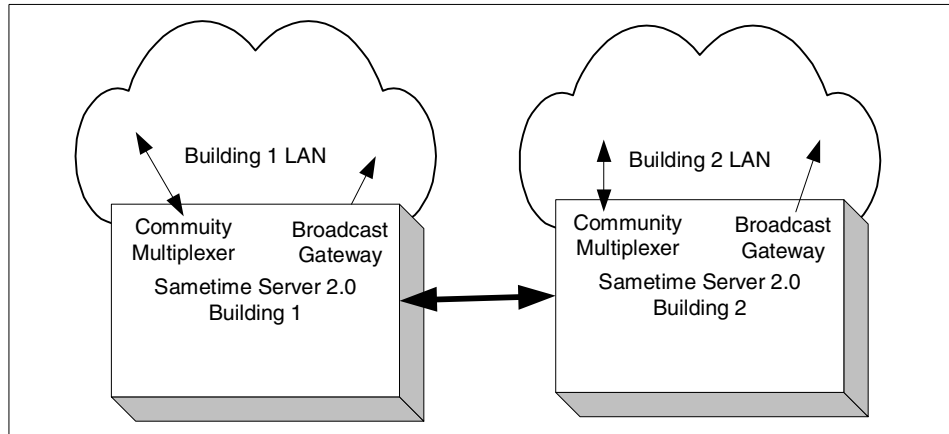 Building 1 LAN
Commuity
Multiplexer
Broadcast
Gateway
Sametime Server 2.0
Building 1
Building 2 LAN
Community
Multiplexer
Broadcast
Gateway
Sametime Server 2.0
Building 2